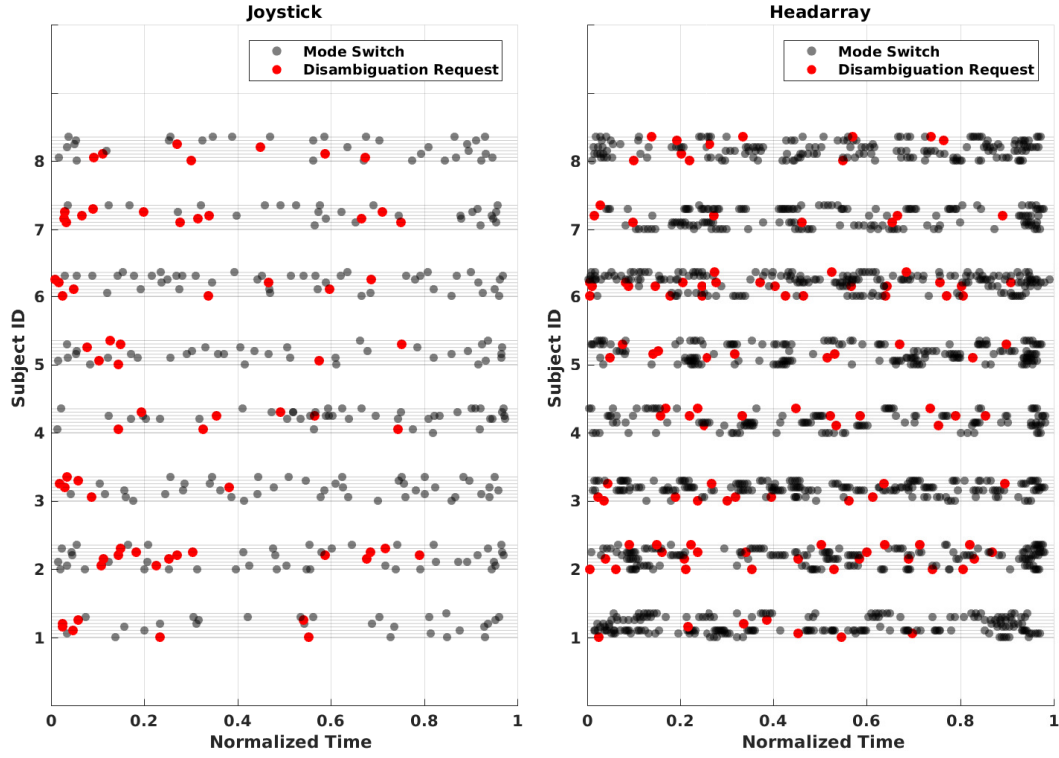 Joystick
Mode Switch
Disambiguation Request
8
7
6
5
4
3
2
1
Subject ID
0
0.2
0.4
0.6
0.8
1
Normalized Time
Headarray
Mode Switch
Disambiguation Request
8
7
6
5
4
3
2
1
Subject ID
0
0.2
0.4
0.6
0.8
1
Normalized Time